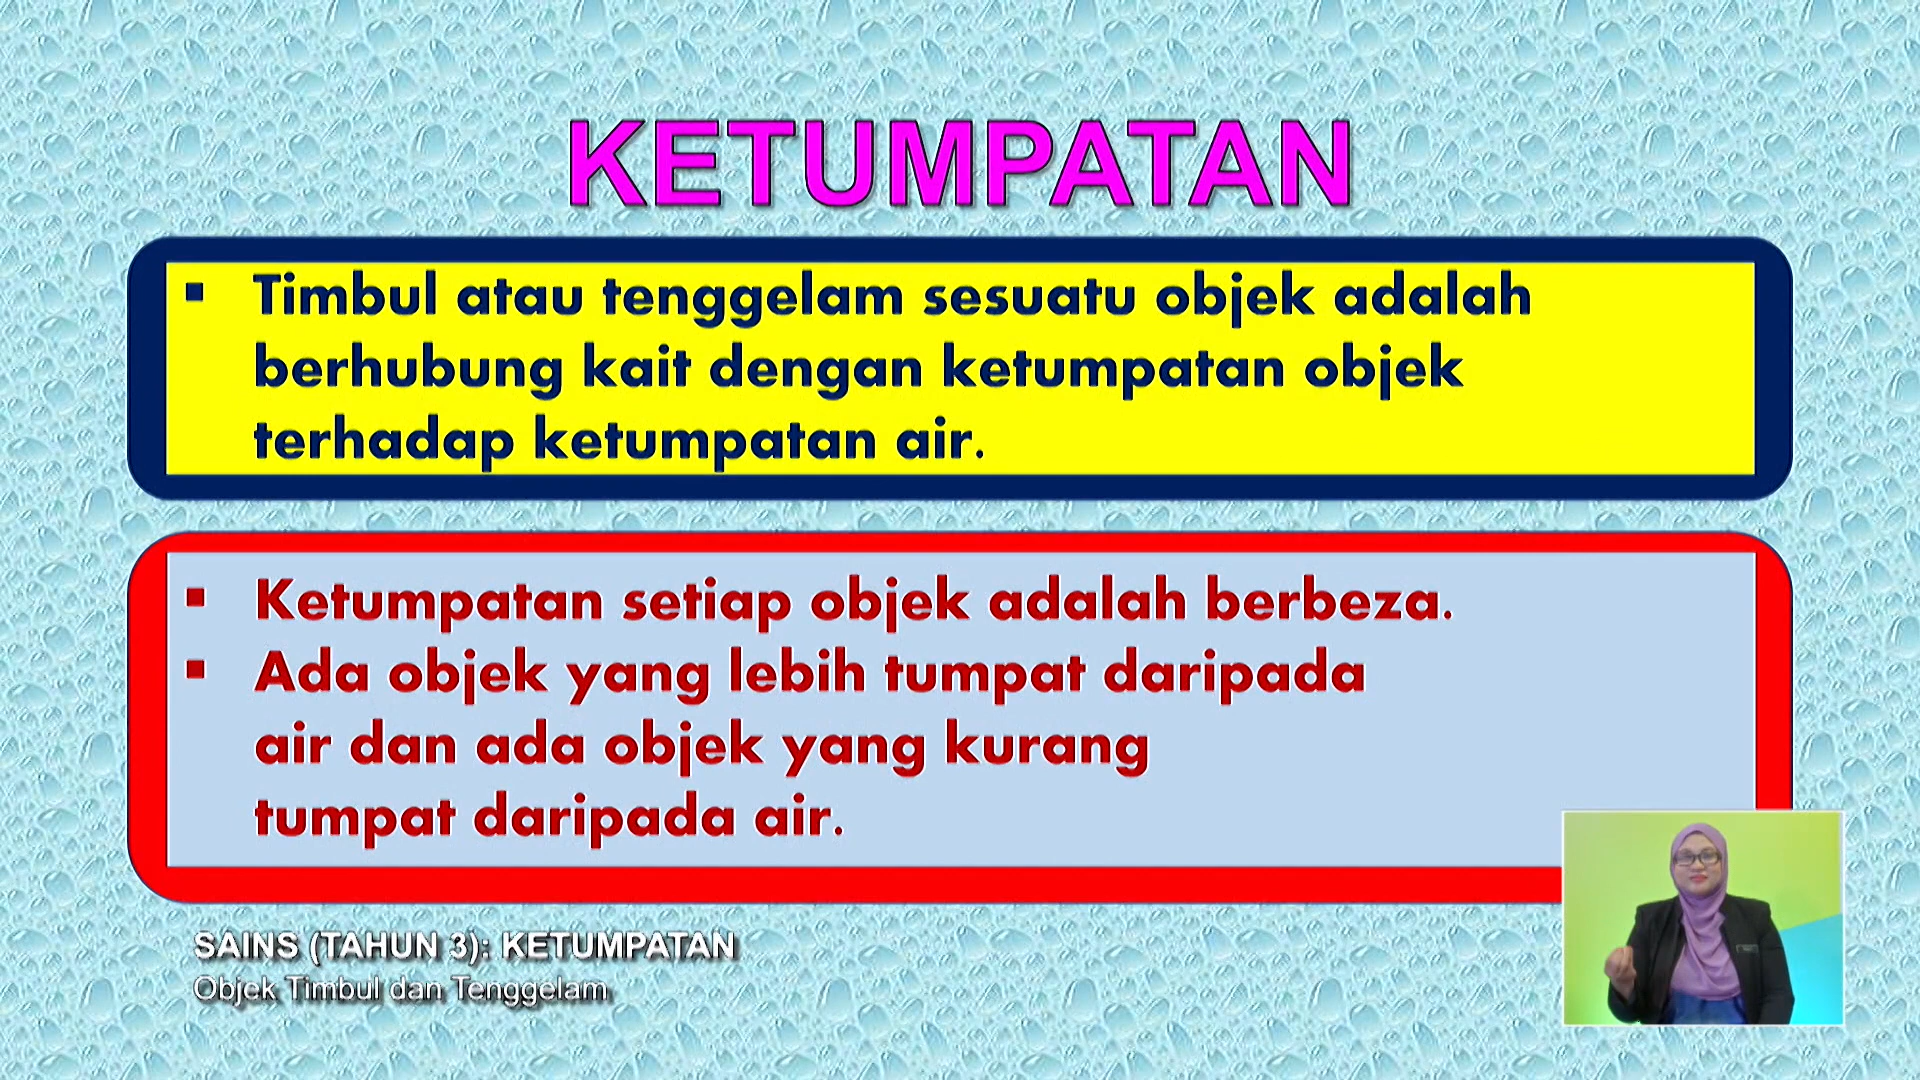 KETUMPATAN
▪ Timbul atau tenggelam sesuatu objek adalah
berhubung kait dengan ketumpatan objek
terhadap ketumpatan air.
▪ Ketumpatan setiap objek adalah berbeza.
▪ Ada objek yang lebih tumpat daripada
air dan ada objek yang kurang
tumpat daripada air.
SAINS (TAHUN 3): KETUMPATAN
Objek Timbul dan Tenggelam